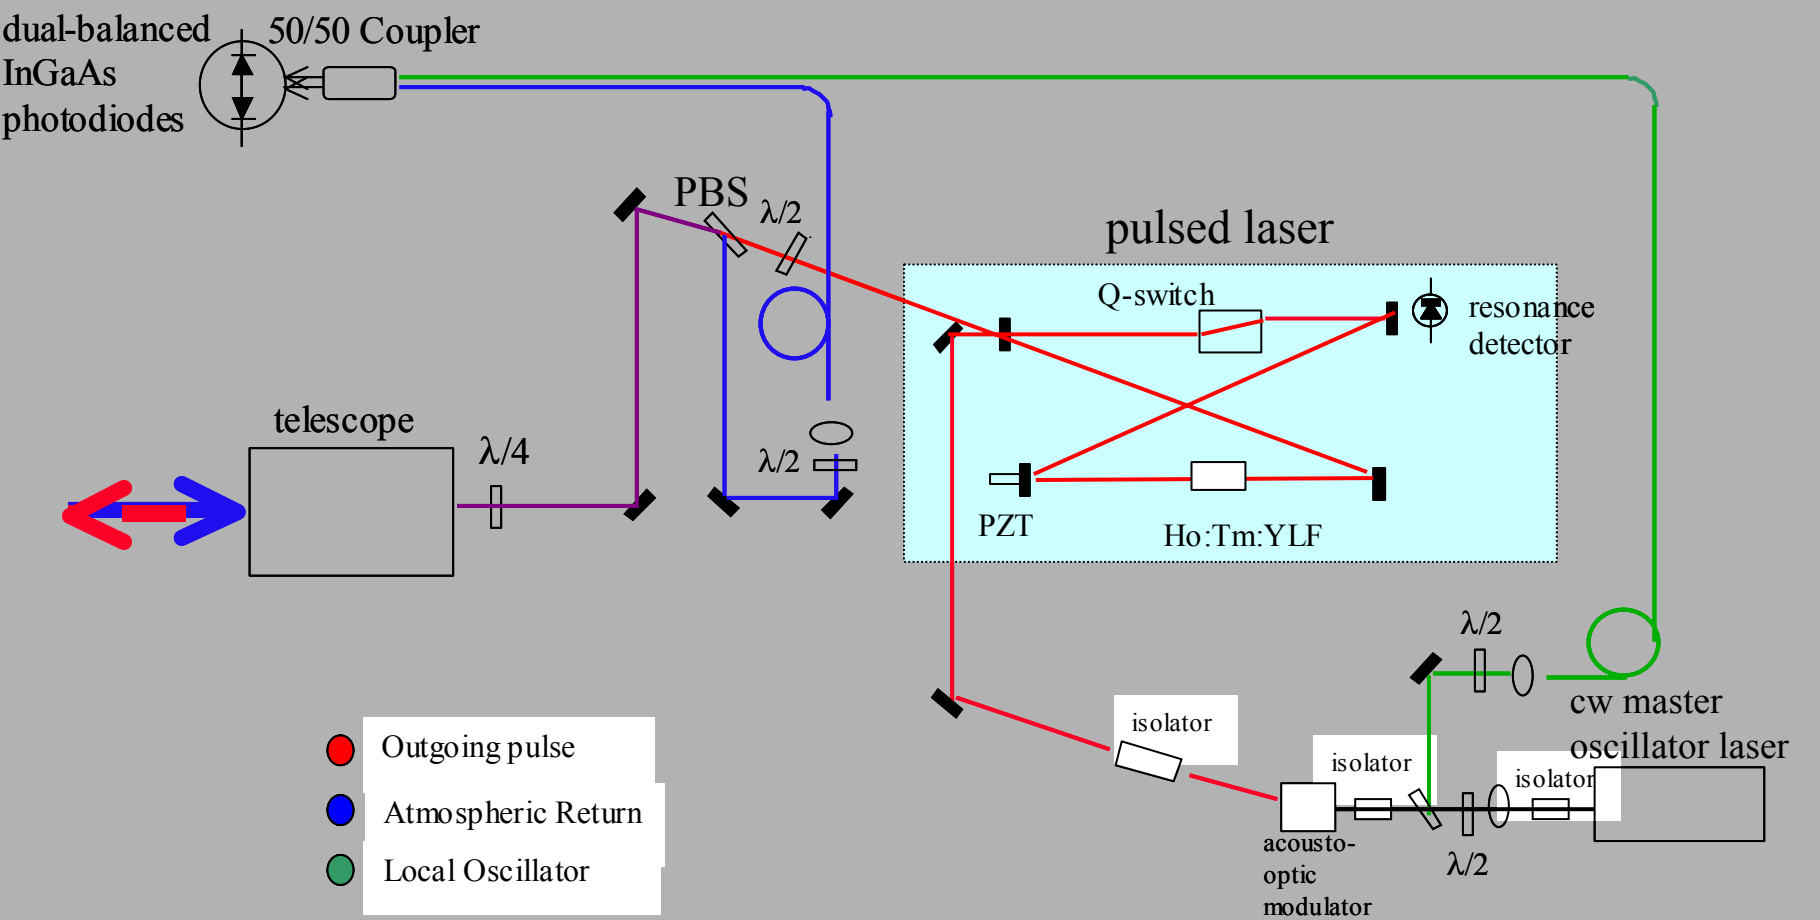 dual-balanced
InGaAs
photodiodes
50/50 Coupler
PBS
λ/2
pulsed laser
Q-switch
resonance
detector
telescope
λ/4
λ/2
PZT
Ho:Tm:YLF
λ/2
cw master
oscillator laser
isolator
isolator
isolator
acousto-
optic
modulator
λ/2
Outgoing pulse
Atmospheric Return
Local Oscillator